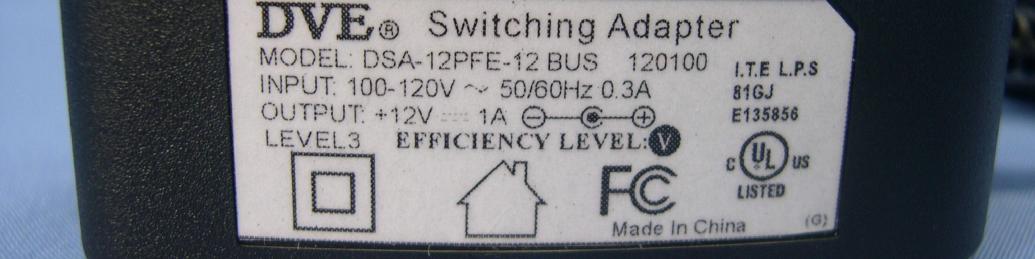 DVE® Switching Adapter
MODEL: DSA-12PFE-12 BUS 120100
INPUT: 100-120V ~ 50/60Hz 0.3A
OUTPUT: +12V ⎓ 1A
LEVEL3 EFFICIENCY LEVEL: V
I.T.E L.P.S
81GJ
E135856
C UL US
LISTED
FC
Made In China
(G)